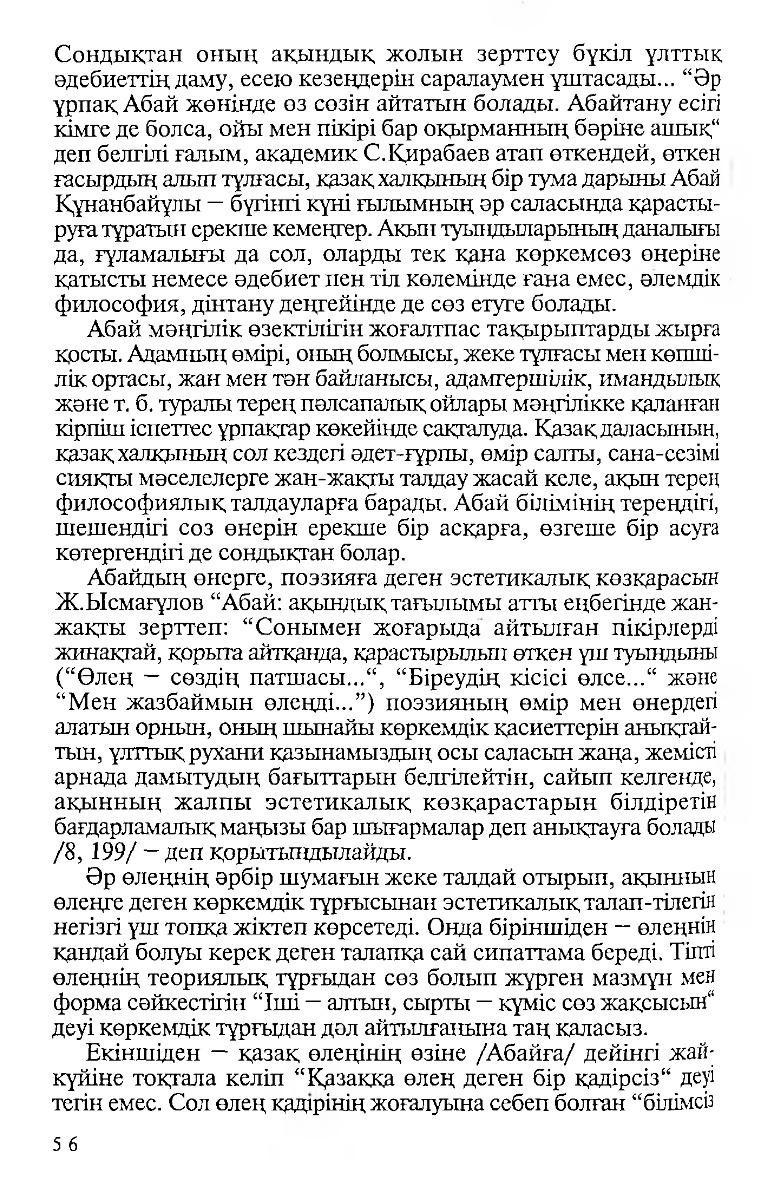 Сондықтан оның ақындық жолын зерттеу бүкіл ұлттық
әдебиеттің даму, есею кезеңдерін саралаумен ұштасады... “Әр
ұрпақ Абай жөнінде өз сөзін айтатын болады. Абайтану есігі
кімге де болса, ойы мен пікірі бар оқырманның бәріне ашық“
деп белгілі ғалым, академик С.Қирабаев атап өткендей, өткен
ғасырдың алып тұлғасы, қазақ халқының бір тума дарыны Абай
Құнанбайұлы — бүгінгі күні ғылымның әр саласында қарасты-
руға тұратын ерекше кемеңгер. Ақын туындыларының даналығы
да, ғұламалығы да сол, оларды тек қана көркемсөз өнеріне
қатысты немесе әдебиет пен тіл көлемінде ғана емес, әлемдік
философия, дінтану деңгейінде де сөз етуге болады.
Абай мәңгілік өзектілігін жоғалтпас тақырыптарды жырға
қосты. Адамның өмірі, оның болмысы, жеке тұлғасы мен көпші-
лік ортасы, жан мен тән байланысы, адамгершілік, имандылық
және т. б. туралы терең пәлсапалық ойлары мәңгілікке қаланған
кірпіш іспеттес ұрпақтар көкейінде сақталуда. Қазақ даласының,
қазақ халқының сол кездегі әдет-ғұрпы, өмір салты, сана-сезімі
сияқты мәселелерге жан-жақты талдау жасай келе, ақын терең
философиялық талдауларға барады. Абай білімінің тереңдігі,
шешендігі соз өнерін ерекше бір асқарға, өзгеше бір асуға
көтергендігі де сондықтан болар.
Абайдың өнерге, поэзияға деген эстетикалық көзқарасын
Ж.Ысмағұлов “Абай: ақындық тағылымы атты еңбегінде жан-
жақты зерттеп: “Сонымен жоғарыда айтылған пікірлерді
жинақтай, қорыта айтқанда, қарастырылып өткен үш туындыны
(“Өлең — сөздің патшасы...“, “Біреудің кісісі өлсе...“ және
“Мен жазбаймын өлеңді...”) поэзияның өмір мен өнердегі
алатын орнын, оның шынайы көркемдік қасиеттерін анықтай-
тын, ұлттық рухани қазынамыздың осы саласын жаңа, жемісті
арнада дамытудың бағыттарын белгілейтін, сайып келгенде,
ақынның жалпы эстетикалық көзқарастарын білдіретін
бағдарламалық маңызы бар шығармалар деп анықтауға болады
/8, 199/ — деп қорытындылайды.
Әр өлеңнің әрбір шумағын жеке талдай отырып, ақынның
өлеңге деген көркемдік тұрғысынан эстетикалық талап-тілегін
негізгі үш топқа жіктеп көрсетеді. Онда біріншіден — өлеңнің
қандай болуы керек деген талапқа сай сипаттама береді. Тіпті
өлеңнің теориялық тұрғыдан сөз болып жүрген мазмұн мен
форма сәйкестігін “Іші — алтын, сырты — күміс сөз жақсысын“
деуі көркемдік тұрғыдан дәл айтылғанына таң қаласыз.
Екіншіден — қазақ өлеңінің өзіне /Абайға/ дейінгі жай-
күйіне тоқтала келіп “Қазаққа өлең деген бір қадірсіз“ деуі
тегін емес. Сол өлең қадірінің жоғалуына себеп болған “білімсіз
56